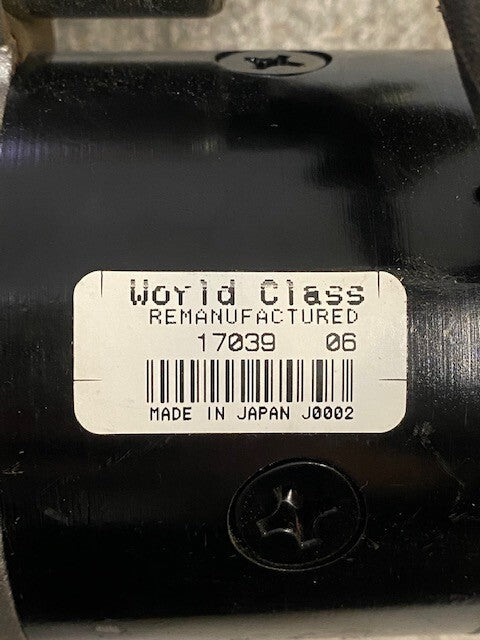 World Class
REMANUFACTURED
17039 06
MADE IN JAPAN J0002